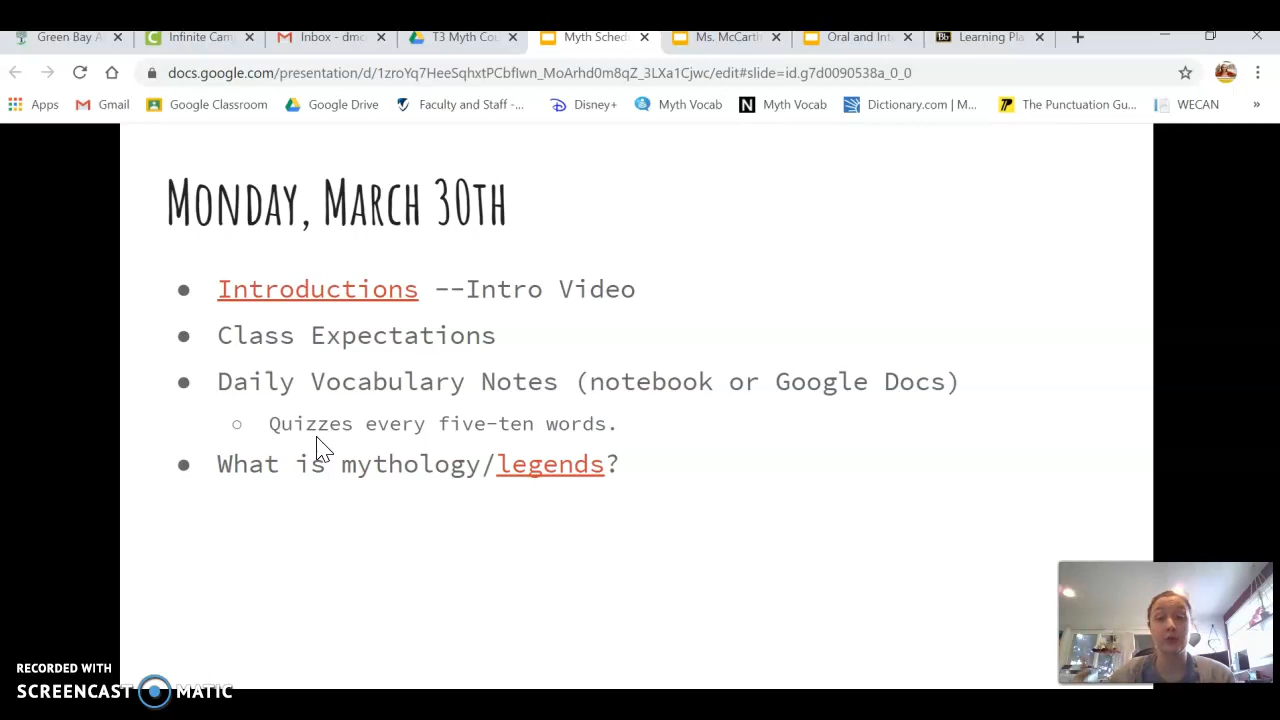 Green Bay A
Infinite Cam
Inbox - dmc
T3 Myth Cou
Myth Sched
Ms. McCarth
Oral and Int
Bb
Learning Pla
docs.google.com/presentation/d/1zroYq7HeeSqhxtPCbflwn_MoArhd0m8qZ_3LXa1Cjwc/edit#slide=id.g7d0090538a_0_0
Apps
Gmail
Google Classroom
Google Drive
Faculty and Staff -...
Disney+
Myth Vocab
N
Myth Vocab
Dictionary.com | M...
The Punctuation Gu...
WECAN
»
Monday, March 30th
● Introductions --Intro Video
● Class Expectations
● Daily Vocabulary Notes (notebook or Google Docs)
○ Quizzes every five-ten words.
● What is mythology/legends?
RECORDED WITH
SCREENCAST MATIC